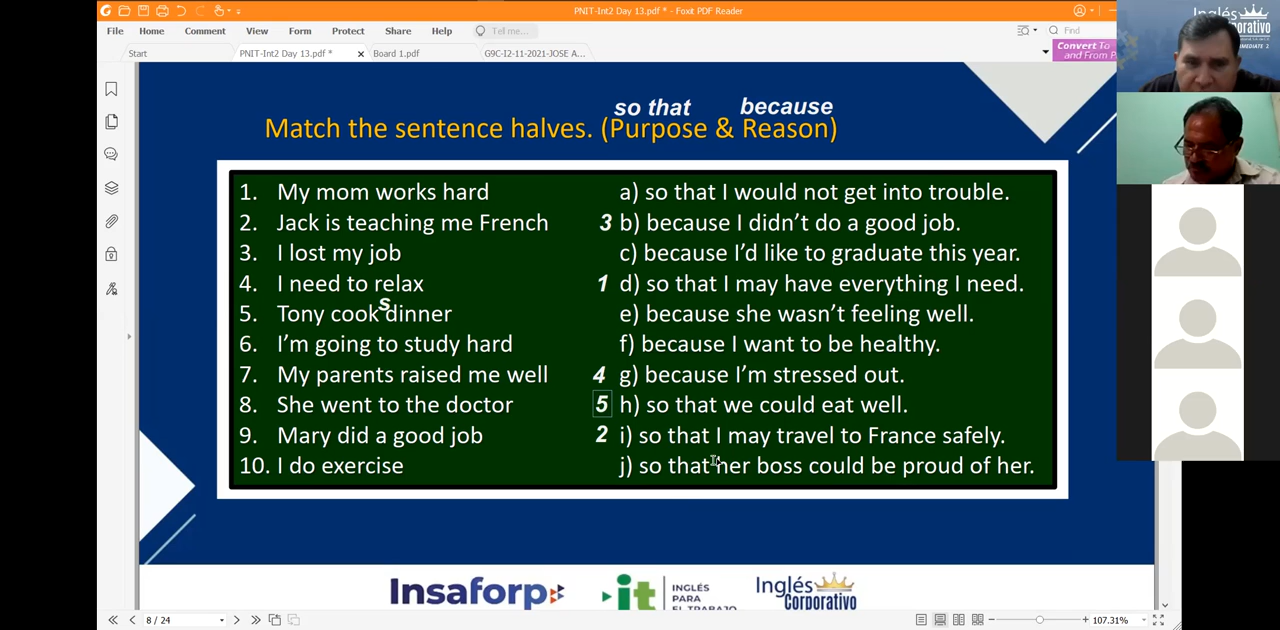 PNIT-Int2 Day 13.pdf * - Foxit PDF Reader
File Home Comment View Form Protect Share Help Tell me... Find
Start PNIT-Int2 Day 13.pdf * Board 1.pdf G9C-I2-11-2021-JOSE A...
Convert To
and From P
Inglés
Corporativo
so that because
Match the sentence halves. (Purpose & Reason)
1. My mom works hard a) so that I would not get into trouble.
2. Jack is teaching me French 3 b) because I didn't do a good job.
3. I lost my job c) because I'd like to graduate this year.
4. I need to relax 1 d) so that I may have everything I need.
s
5. Tony cook dinner e) because she wasn't feeling well.
6. I'm going to study hard f) because I want to be healthy.
7. My parents raised me well 4 g) because I'm stressed out.
8. She went to the doctor 5 h) so that we could eat well.
9. Mary did a good job 2 i) so that I may travel to France safely.
10. I do exercise j) so that her boss could be proud of her.
Insaforp it INGLÉS
PARA
EL TRABAJO
Inglés
Corporativo
8 / 24 107.31%